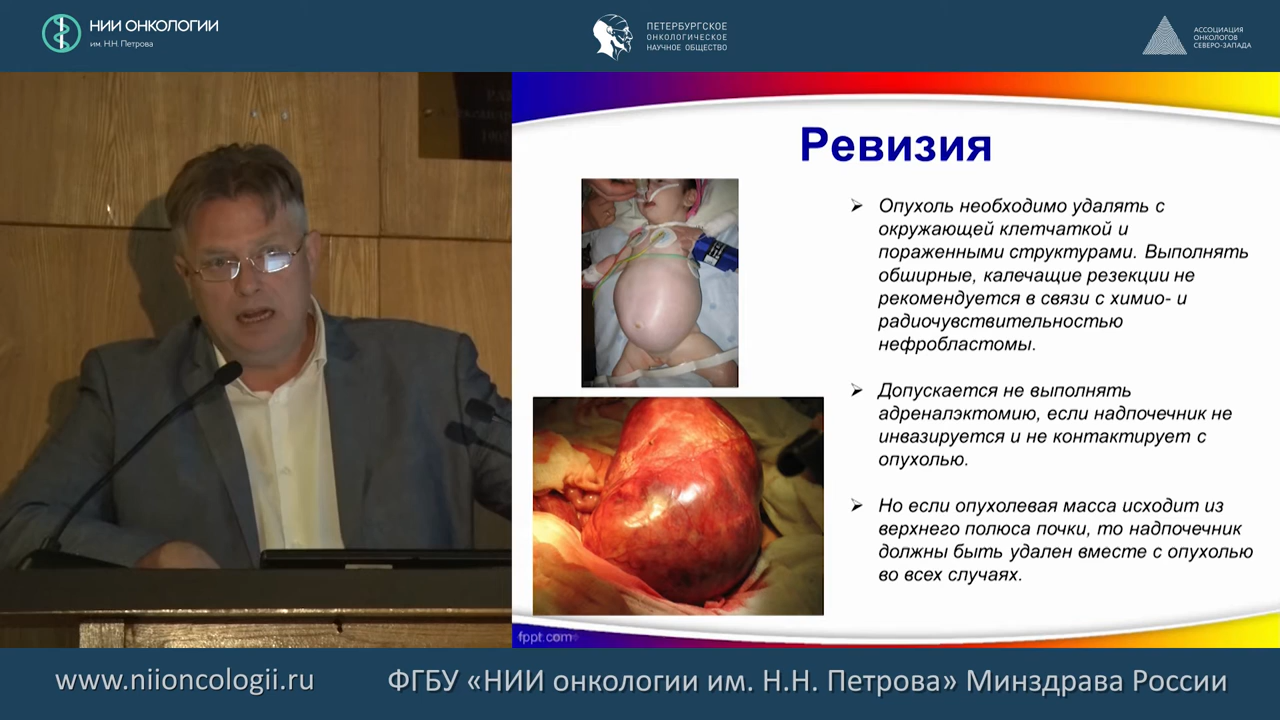 НИИ ОНКОЛОГИИ
им. Н.Н. Петрова
ПЕТЕРБУРГСКОЕ
ОНКОЛОГИЧЕСКОЕ
НАУЧНОЕ ОБЩЕСТВО
АССОЦИАЦИЯ
ОНКОЛОГОВ
СЕВЕРО-ЗАПАДА
Ревизия
Опухоль необходимо удалять с
окружающей клетчаткой и
пораженными структурами. Выполнять
обширные, калечащие резекции не
рекомендуется в связи с химио- и
радиочувствительностью
нефробластомы.
Допускается не выполнять
адреналэктомию, если надпочечник не
инвазируется и не контактирует с
опухолью.
Но если опухолевая масса исходит из
верхнего полюса почки, то надпочечник
должны быть удален вместе с опухолью
во всех случаях.
fppt.com
www.niioncologii.ru
ФГБУ «НИИ онкологии им. Н.Н. Петрова» Минздрава России